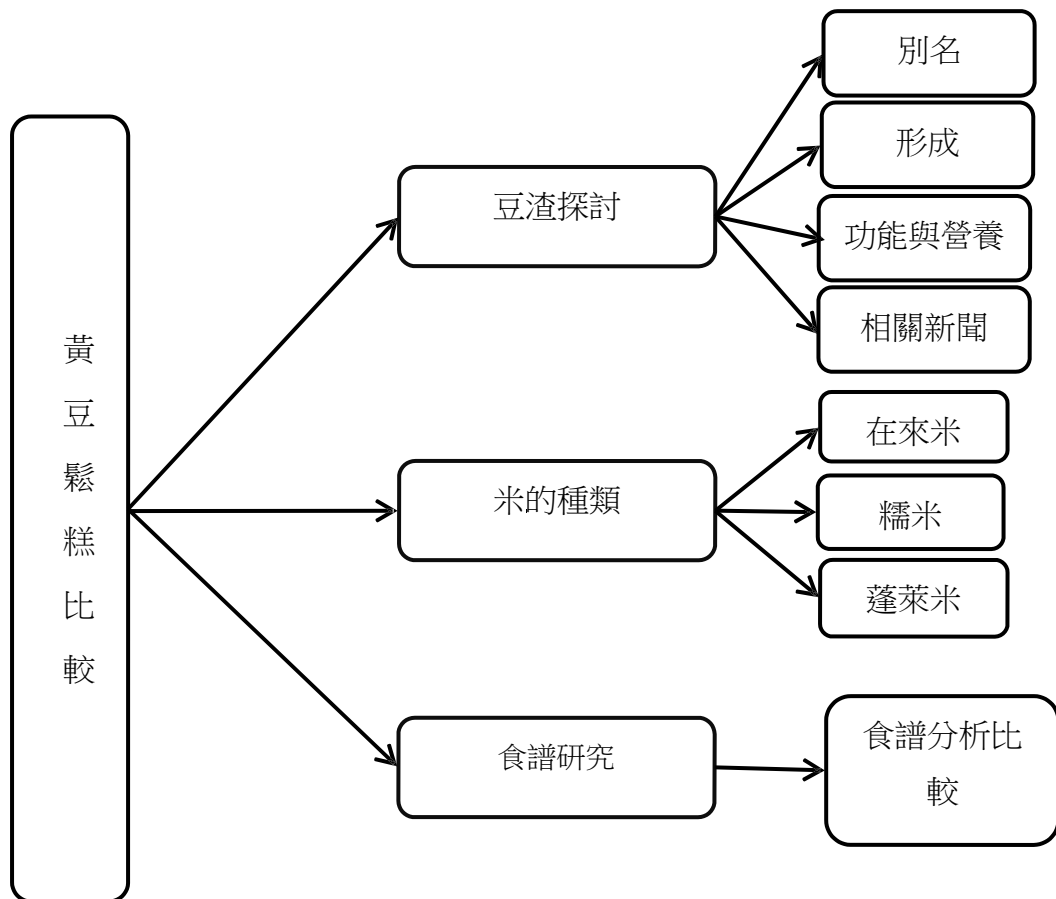 黃豆鬆糕比較
豆渣探討
別名
形成
功能與營養
相關新聞
米的種類
在來米
糯米
蓬萊米
食譜研究
食譜分析比
較